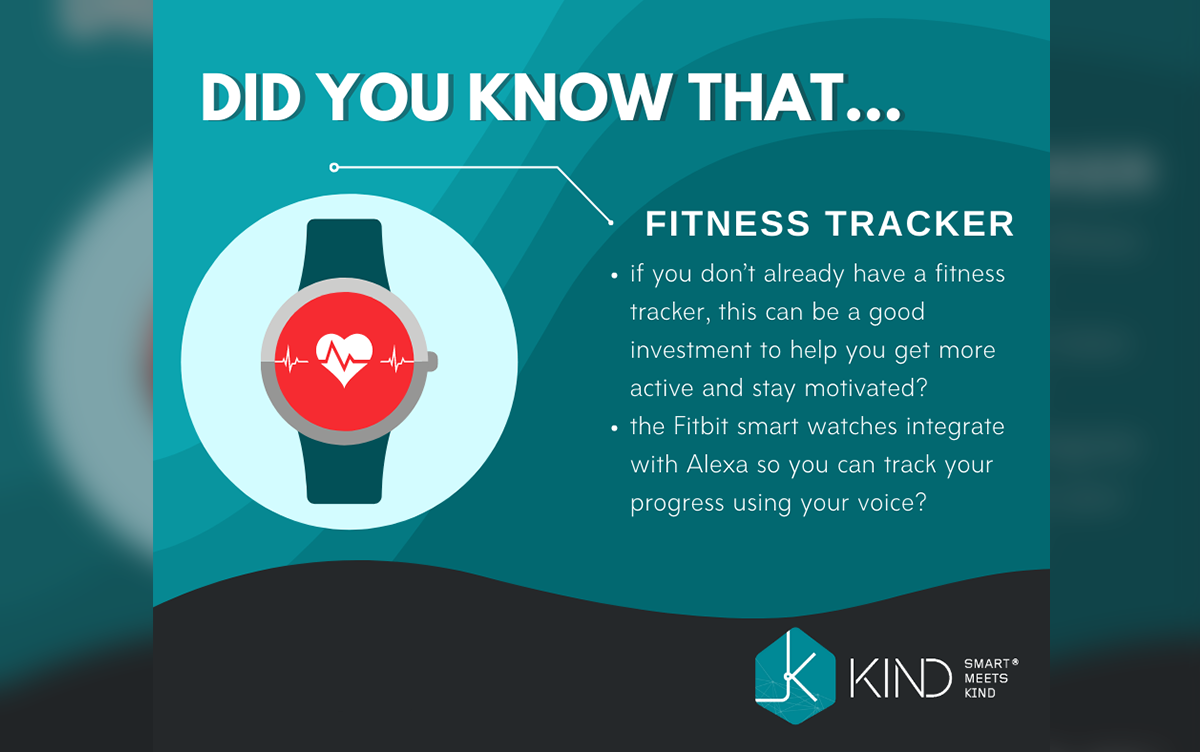 DID YOU KNOW THAT...
FITNESS TRACKER
• if you don't already have a fitness
tracker, this can be a good
investment to help you get more
active and stay motivated?
• the Fitbit smart watches integrate
with Alexa so you can track your
progress using your voice?
KIND
SMART®
MEETS
KIND